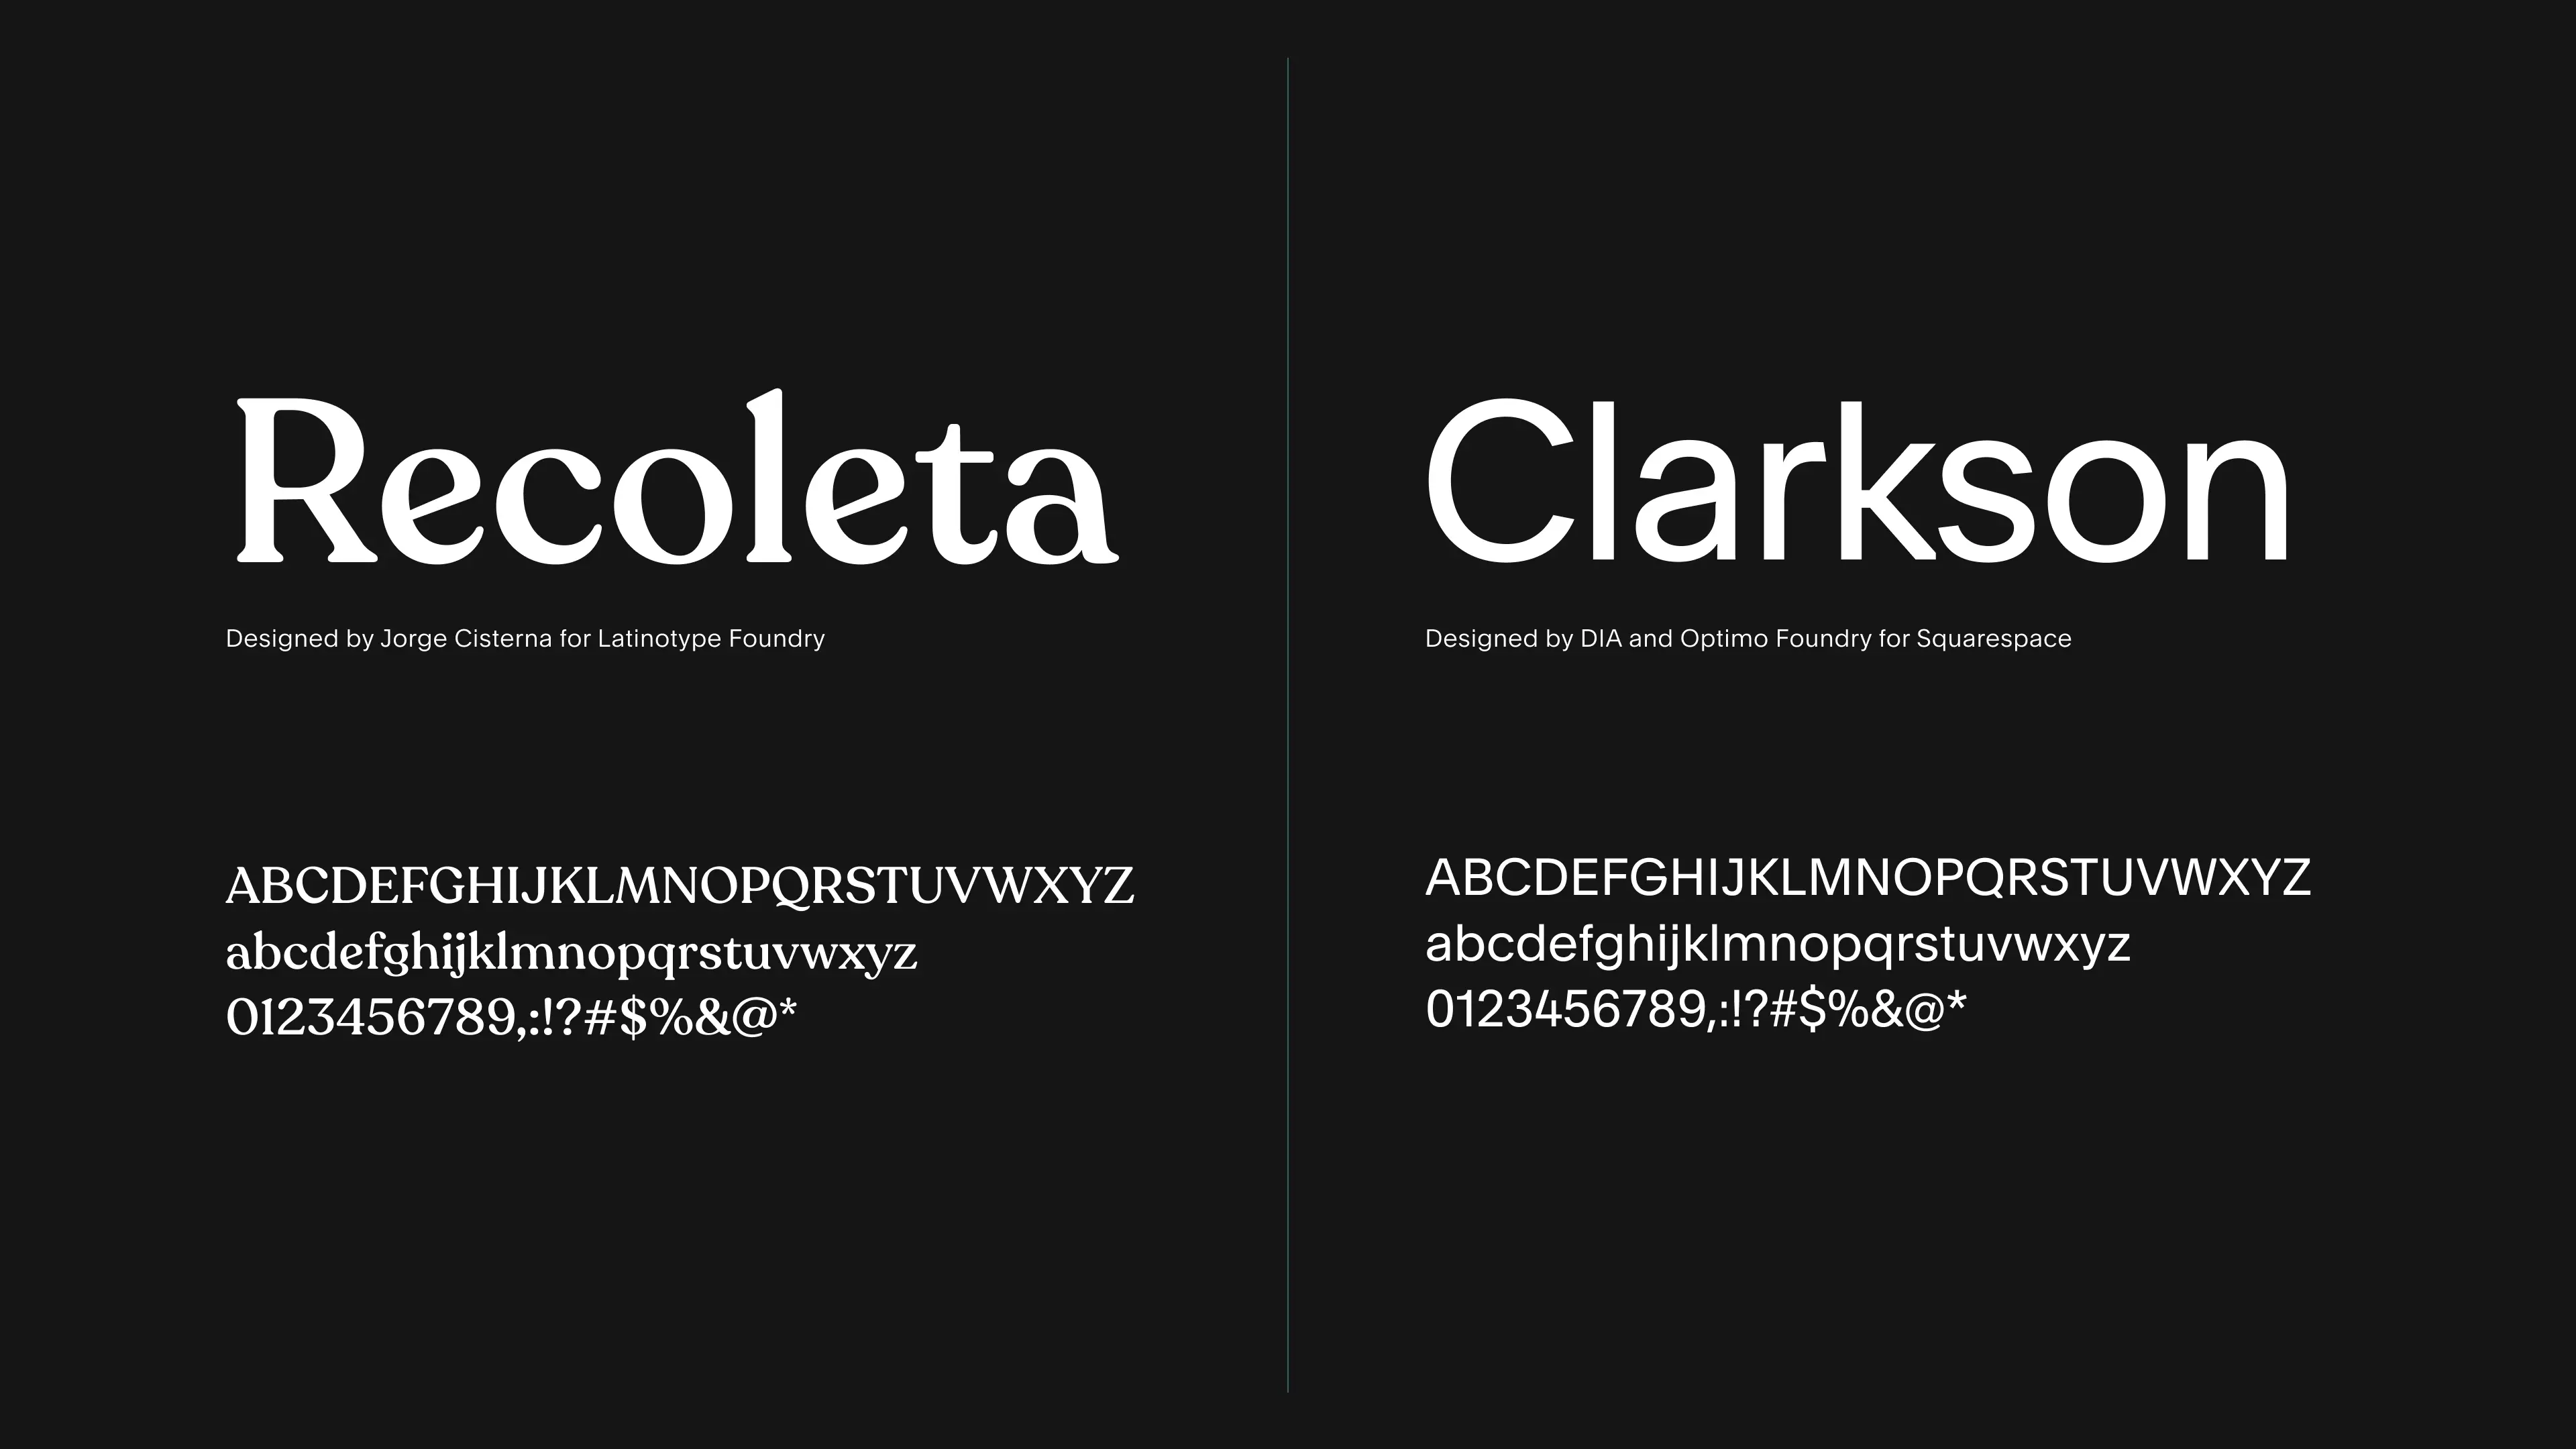 Recoleta
Designed by Jorge Cisterna for Latinotype Foundry
ABCDEFGHIJKLMNOPQRSTUVWXYZ
abcdefghijklmnopqrstuvwxyz
0123456789,:!?#$%&@*
Clarkson
Designed by DIA and Optimo Foundry for Squarespace
ABCDEFGHIJKLMNOPQRSTUVWXYZ
abcdefghijklmnopqrstuvwxyz
0123456789,:!?#$%&@*